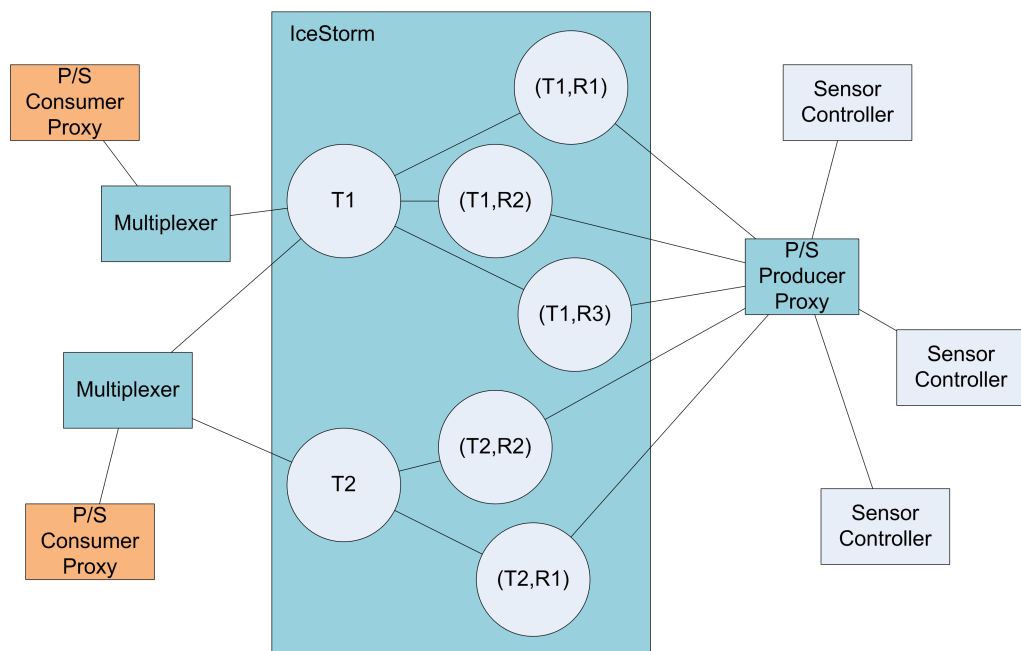 IceStorm
P/S
Consumer
Proxy
(T1,R1)
Sensor
Controller
Multiplexer
T1
(T1,R2)
P/S
Producer
Proxy
(T1,R3)
Multiplexer
Sensor
Controller
T2
(T2,R2)
P/S
Consumer
Proxy
Sensor
Controller
(T2,R1)